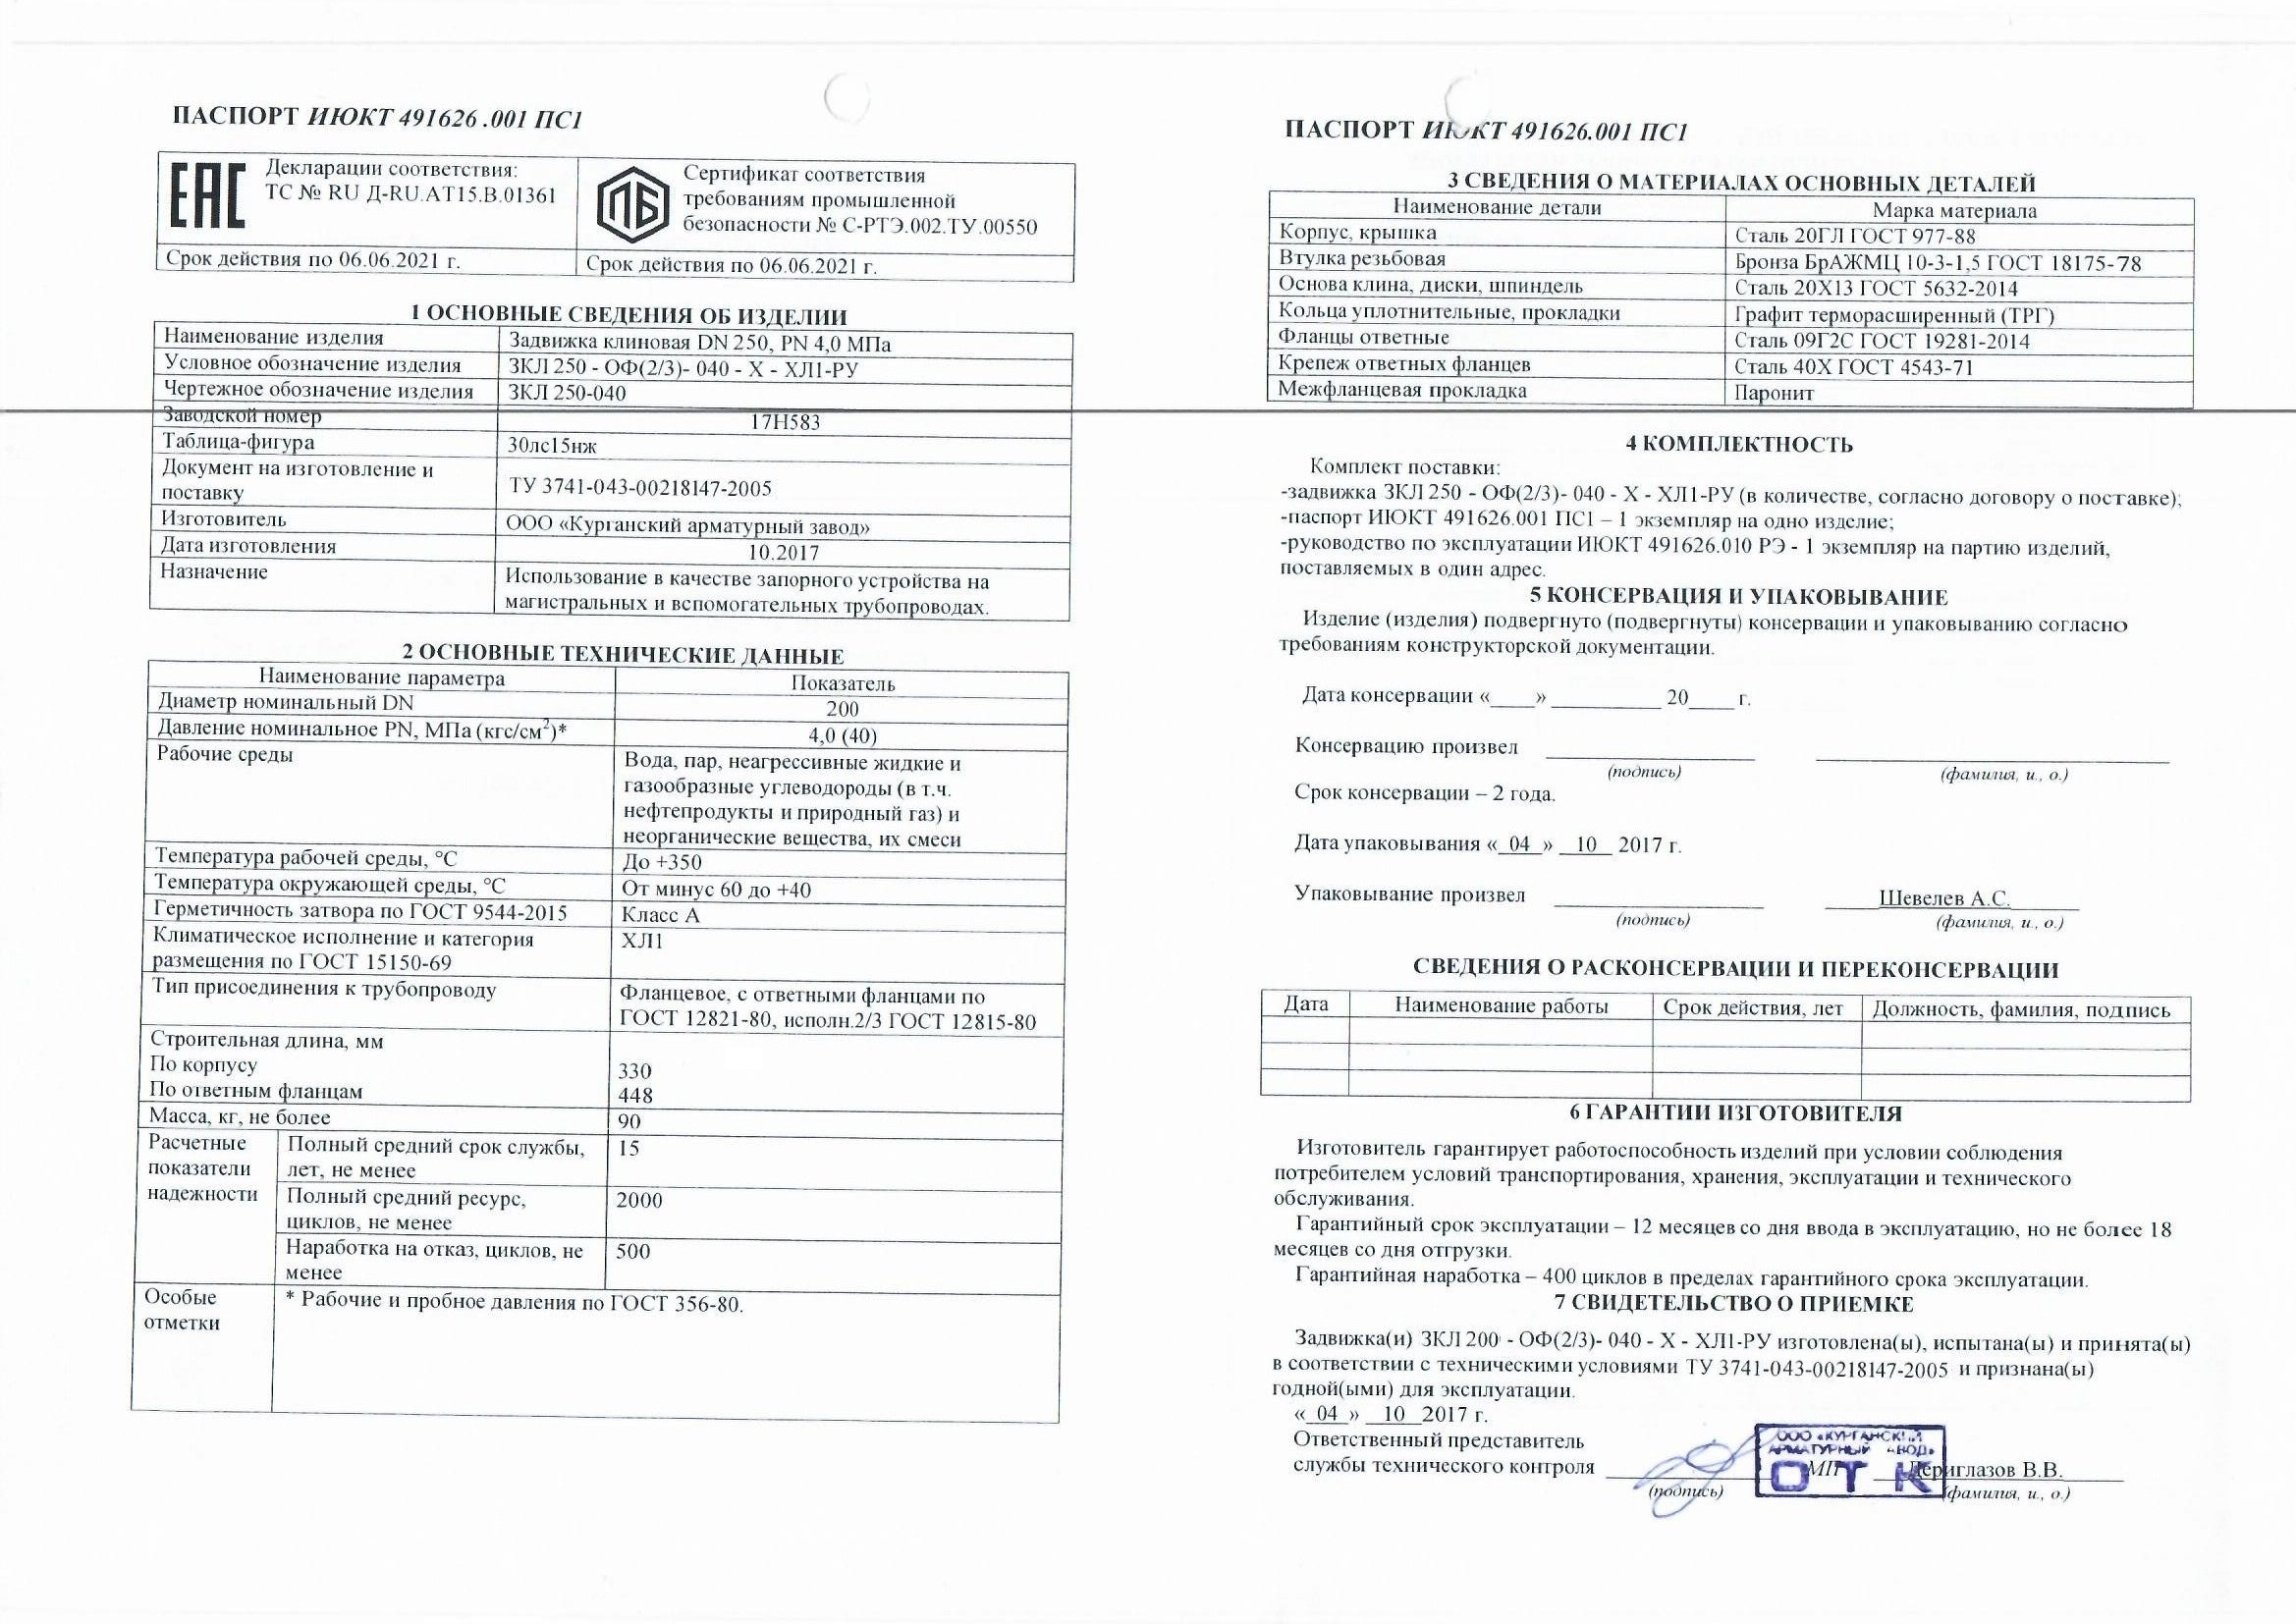 ПАСПОРТ ИЮКТ 491626 .001 ПС1
ЕАС
Декларации соответствия:
ТС № RU Д-RU.АТ15.В.01361
ПБ
Сертификат соответствия
требованиям промышленной
безопасности № С-РТЭ.002.ТУ.00550
Срок действия по 06.06.2021 г.
Срок действия по 06.06.2021 г.
1 ОСНОВНЫЕ СВЕДЕНИЯ ОБ ИЗДЕЛИИ
Наименование изделия
Задвижка клиновая DN 250, PN 4,0 МПа
Условное обозначение изделия
ЗКЛ 250 - ОФ(2/3)- 040 - Х - ХЛ1-РУ
Чертежное обозначение изделия
ЗКЛ 250-040
Заводской номер
17Н583
Таблица-фигура
30лс15нж
Документ на изготовление и
поставку
ТУ 3741-043-00218147-2005
Изготовитель
ООО «Курганский арматурный завод»
Дата изготовления
10.2017
Назначение
Использование в качестве запорного устройства на
магистральных и вспомогательных трубопроводах.
2 ОСНОВНЫЕ ТЕХНИЧЕСКИЕ ДАННЫЕ
Наименование параметра
Показатель
Диаметр номинальный DN
200
Давление номинальное PN, МПа (кгс/см²)*
4,0 (40)
Рабочие среды
Вода, пар, неагрессивные жидкие и
газообразные углеводороды (в т.ч.
нефтепродукты и природный газ) и
неорганические вещества, их смеси
Температура рабочей среды, °С
До +350
Температура окружающей среды, °С
От минус 60 до +40
Герметичность затвора по ГОСТ 9544-2015
Класс А
Климатическое исполнение и категория
размещения по ГОСТ 15150-69
ХЛ1
Тип присоединения к трубопроводу
Фланцевое, с ответными фланцами по
ГОСТ 12821-80, исполн.2/3 ГОСТ 12815-80
Строительная длина, мм
По корпусу
330
По ответным фланцам
448
Масса, кг, не более
90
Расчетные
показатели
надежности
Полный средний срок службы,
лет, не менее
15
Полный средний ресурс,
циклов, не менее
2000
Наработка на отказ, циклов, не
менее
500
Особые
отметки
* Рабочие и пробное давления по ГОСТ 356-80.
ПАСПОРТ ИЮКТ 491626.001 ПС1
3 СВЕДЕНИЯ О МАТЕРИАЛАХ ОСНОВНЫХ ДЕТАЛЕЙ
Наименование детали
Марка материала
Корпус, крышка
Сталь 20ГЛ ГОСТ 977-88
Втулка резьбовая
Бронза БрАЖМЦ 10-3-1,5 ГОСТ 18175-78
Основа клина, диски, шпиндель
Сталь 20Х13 ГОСТ 5632-2014
Кольца уплотнительные, прокладки
Графит терморасширенный (ТРГ)
Фланцы ответные
Сталь 09Г2С ГОСТ 19281-2014
Крепеж ответных фланцев
Сталь 40Х ГОСТ 4543-71
Межфланцевая прокладка
Паронит
4 КОМПЛЕКТНОСТЬ
Комплект поставки:
-задвижка ЗКЛ 250 - ОФ(2/3)- 040 - Х - ХЛ1-РУ (в количестве, согласно договору о поставке);
-паспорт ИЮКТ 491626.001 ПС1 – 1 экземпляр на одно изделие;
-руководство по эксплуатации ИЮКТ 491626.010 РЭ - 1 экземпляр на партию изделий,
поставляемых в один адрес.
5 КОНСЕРВАЦИЯ И УПАКОВЫВАНИЕ
Изделие (изделия) подвергнуто (подвергнуты) консервации и упаковыванию согласно
требованиям конструкторской документации.
Дата консервации «____» __________ 20____ г.
Консервацию произвел
(подпись)
(фамилия, и., о.)
Срок консервации – 2 года.
Дата упаковывания « 04 » 10 2017 г.
Упаковывание произвел
Шевелев А.С.
(подпись)
(фамилия, и., о.)
СВЕДЕНИЯ О РАСКОНСЕРВАЦИИ И ПЕРЕКОНСЕРВАЦИИ
Дата
Наименование работы
Срок действия, лет
Должность, фамилия, подпись
6 ГАРАНТИИ ИЗГОТОВИТЕЛЯ
Изготовитель гарантирует работоспособность изделий при условии соблюдения
потребителем условий транспортирования, хранения, эксплуатации и технического
обслуживания.
Гарантийный срок эксплуатации – 12 месяцев со дня ввода в эксплуатацию, но не более 18
месяцев со дня отгрузки.
Гарантийная наработка – 400 циклов в пределах гарантийного срока эксплуатации.
7 СВИДЕТЕЛЬСТВО О ПРИЕМКЕ
Задвижка(и) ЗКЛ 200 - ОФ(2/3)- 040 - Х - ХЛ1-РУ изготовлена(ы), испытана(ы) и принята(ы)
в соответствии с техническими условиями ТУ 3741-043-00218147-2005 и признана(ы)
годной(ыми) для эксплуатации.
« 04 » 10 2017 г.
Ответственный представитель
службы технического контроля
МП
Дериглазов В.В.
(подпись)
(фамилия, и., о.)
ООО «КУРГАНСКИЙ
АРМАТУРНЫЙ ЗАВОД»
ОТК